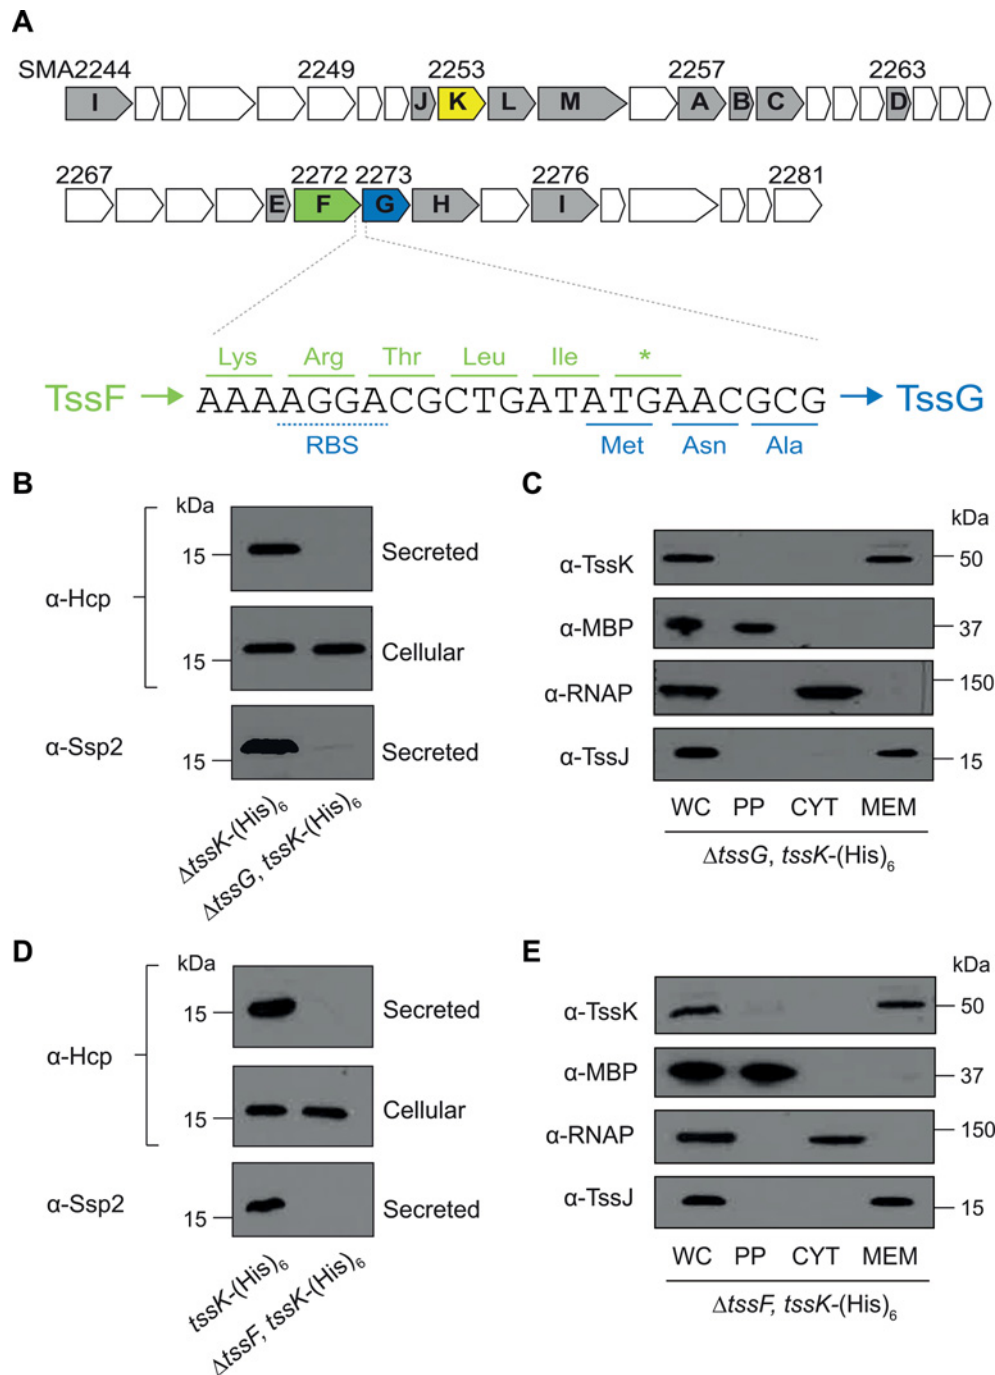 A
SMA2244 2249 2253 2257 2263
I J K L M A B C D
2267 2272 2273 2276 2281
E F G H I
Lys Arg Thr Leu Ile *
TssF AAAAGGACGCTGATATGAACGCG TssG
RBS Met Asn Ala
B
kDa
α-Hcp
15 Secreted
15 Cellular
α-Ssp2
15 Secreted
ΔtssK-(His)6
ΔtssG, tssK-(His)6
C
kDa
α-TssK 50
α-MBP 37
α-RNAP 150
α-TssJ 15
WC PP CYT MEM
ΔtssG, tssK-(His)6
D
kDa
α-Hcp
15 Secreted
15 Cellular
α-Ssp2
15 Secreted
tssK-(His)6
ΔtssF, tssK-(His)6
E
kDa
α-TssK 50
α-MBP 37
α-RNAP 150
α-TssJ 15
WC PP CYT MEM
ΔtssF, tssK-(His)6